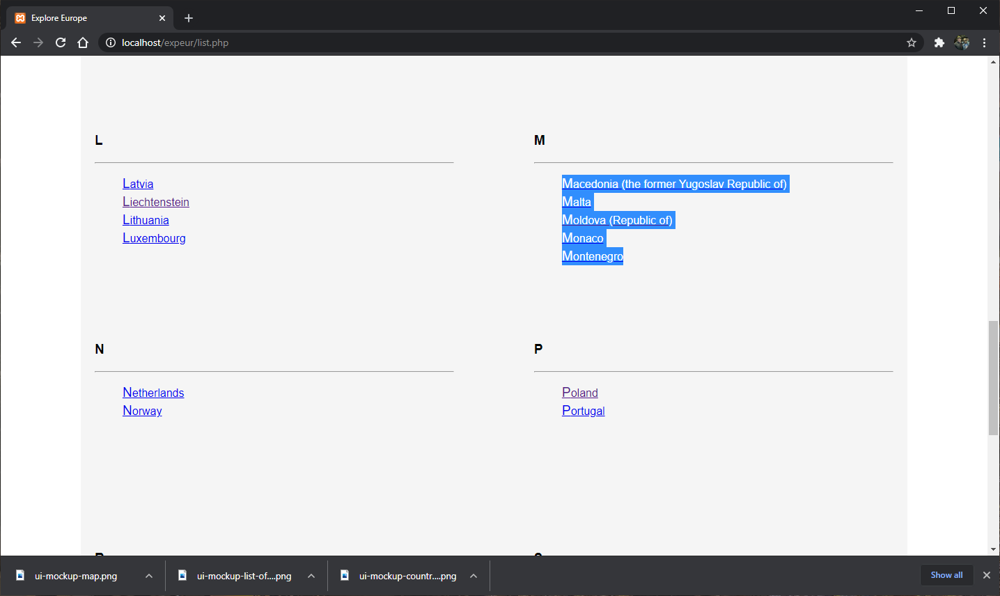 Explore Europe
localhost/expeur/list.php
L
Latvia
Liechtenstein
Lithuania
Luxembourg
M
Macedonia (the former Yugoslav Republic of)
Malta
Moldova (Republic of)
Monaco
Montenegro
N
Netherlands
Norway
P
Poland
Portugal
ui-mockup-map.png
ui-mockup-list-of....png
ui-mockup-countr....png
Show all